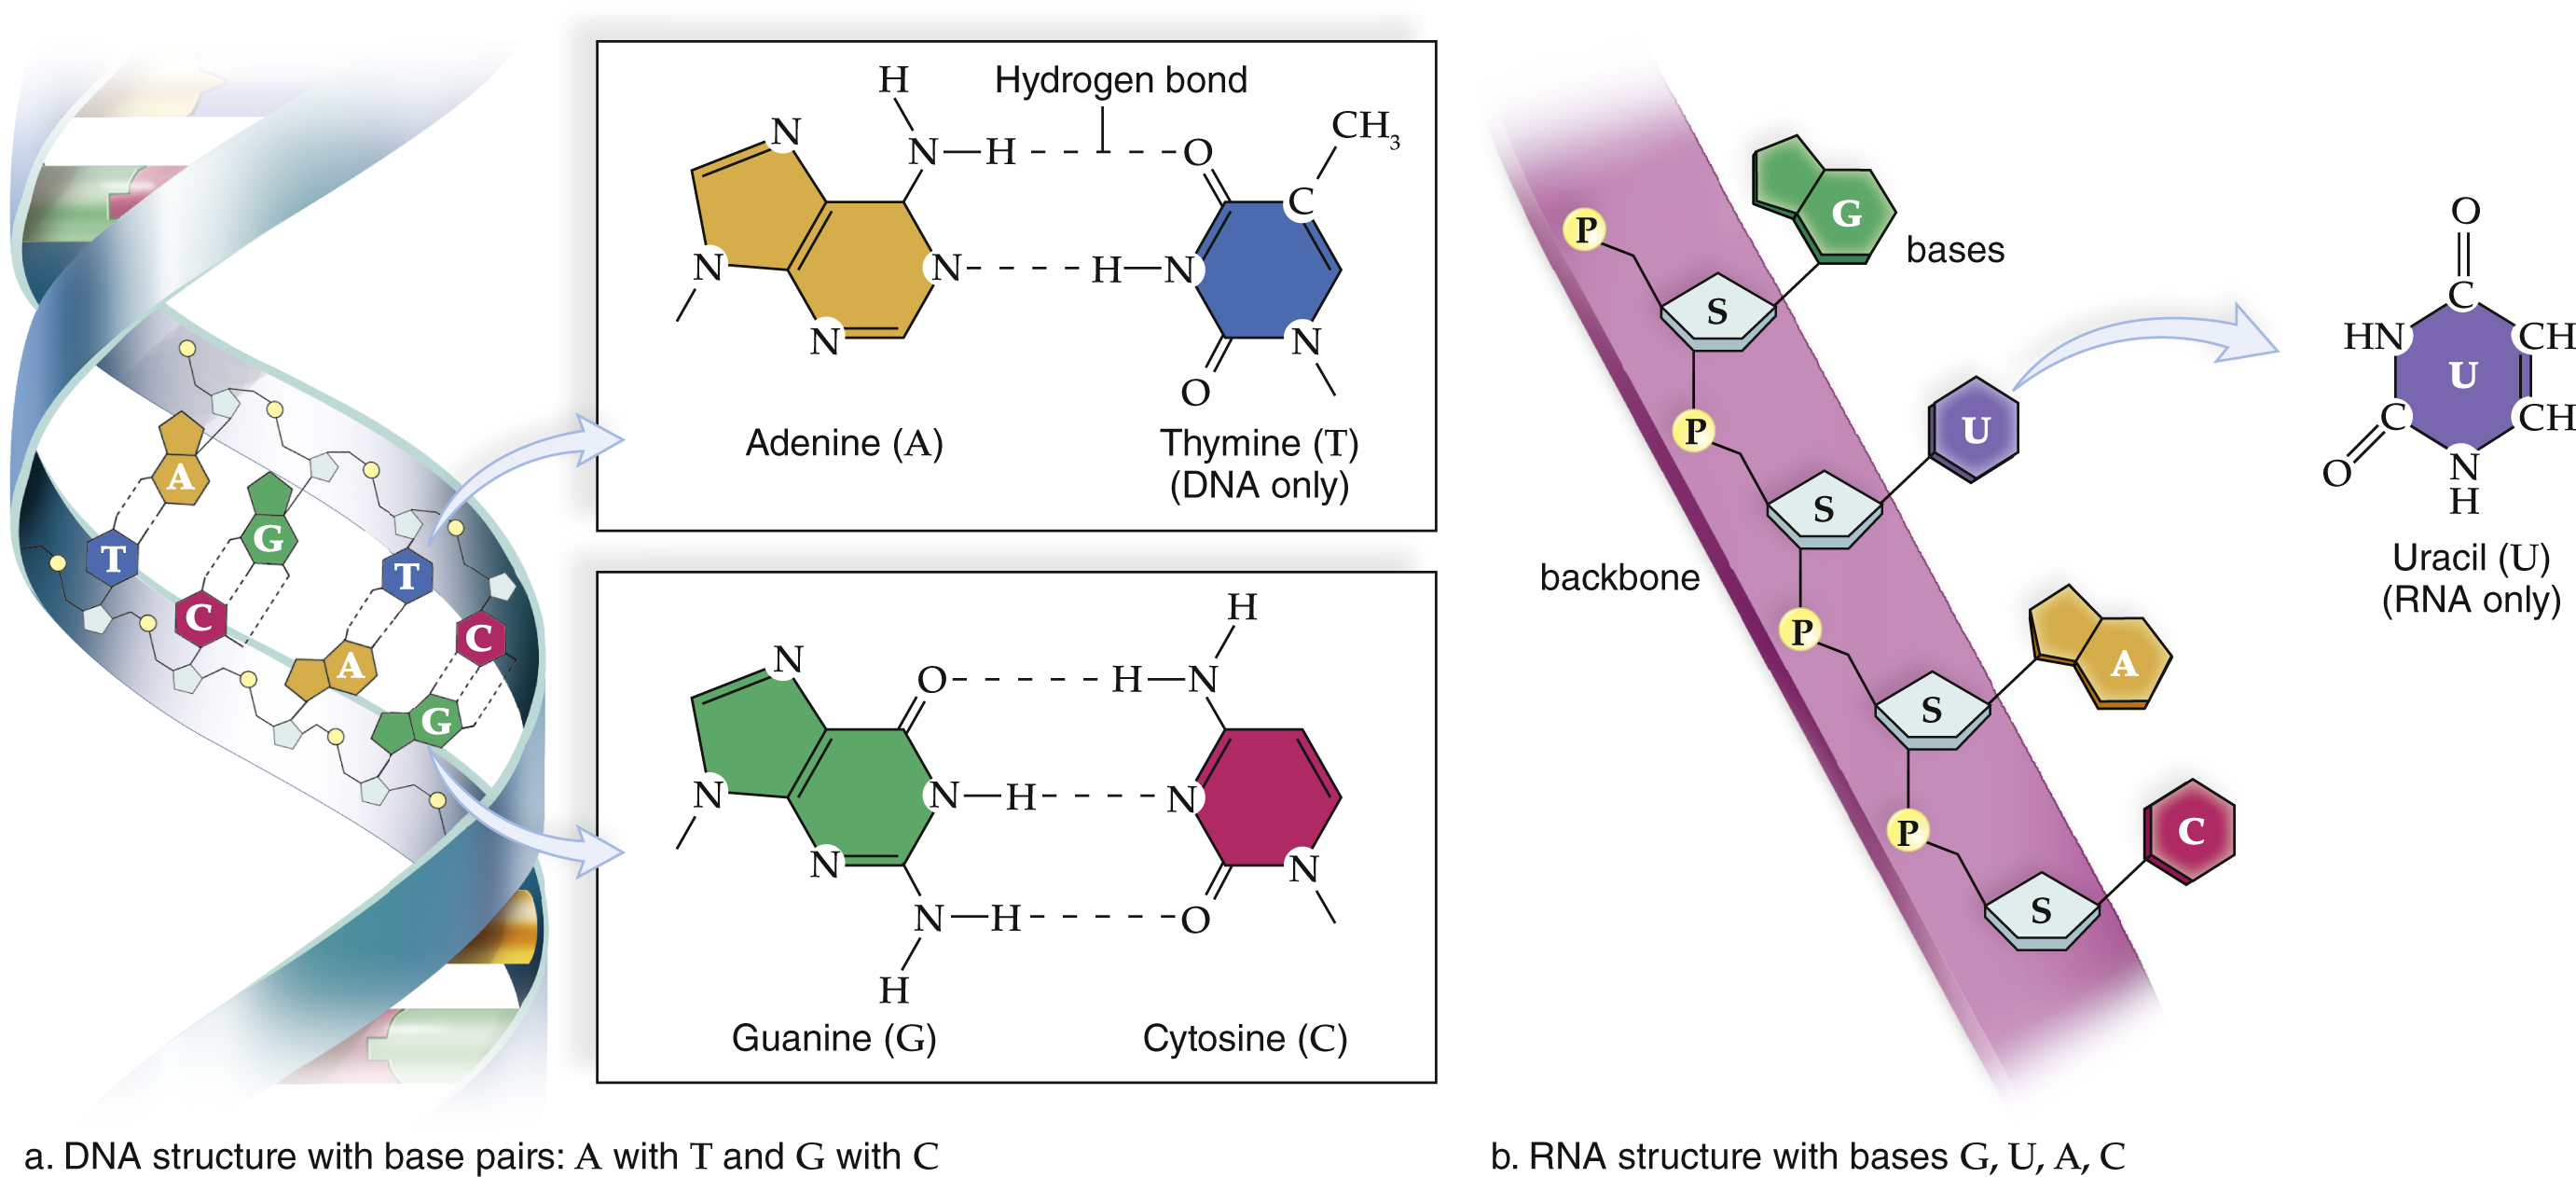 H
Hydrogen bond
CH3
N
N—H
O
C
N
N
H—N
N
N
O
Adenine (A)
Thymine (T)
(DNA only)
A
G
T
T
C
C
A
G
H
N
O
H—N
N
N—H
N
N
N
N—H
O
H
Guanine (G)
Cytosine (C)
a. DNA structure with base pairs: A with T and G with C
P
G
bases
S
P
U
S
backbone
P
A
S
P
C
S
O
C
HN
CH
U
C
CH
O
N
H
Uracil (U)
(RNA only)
b. RNA structure with bases G, U, A, C